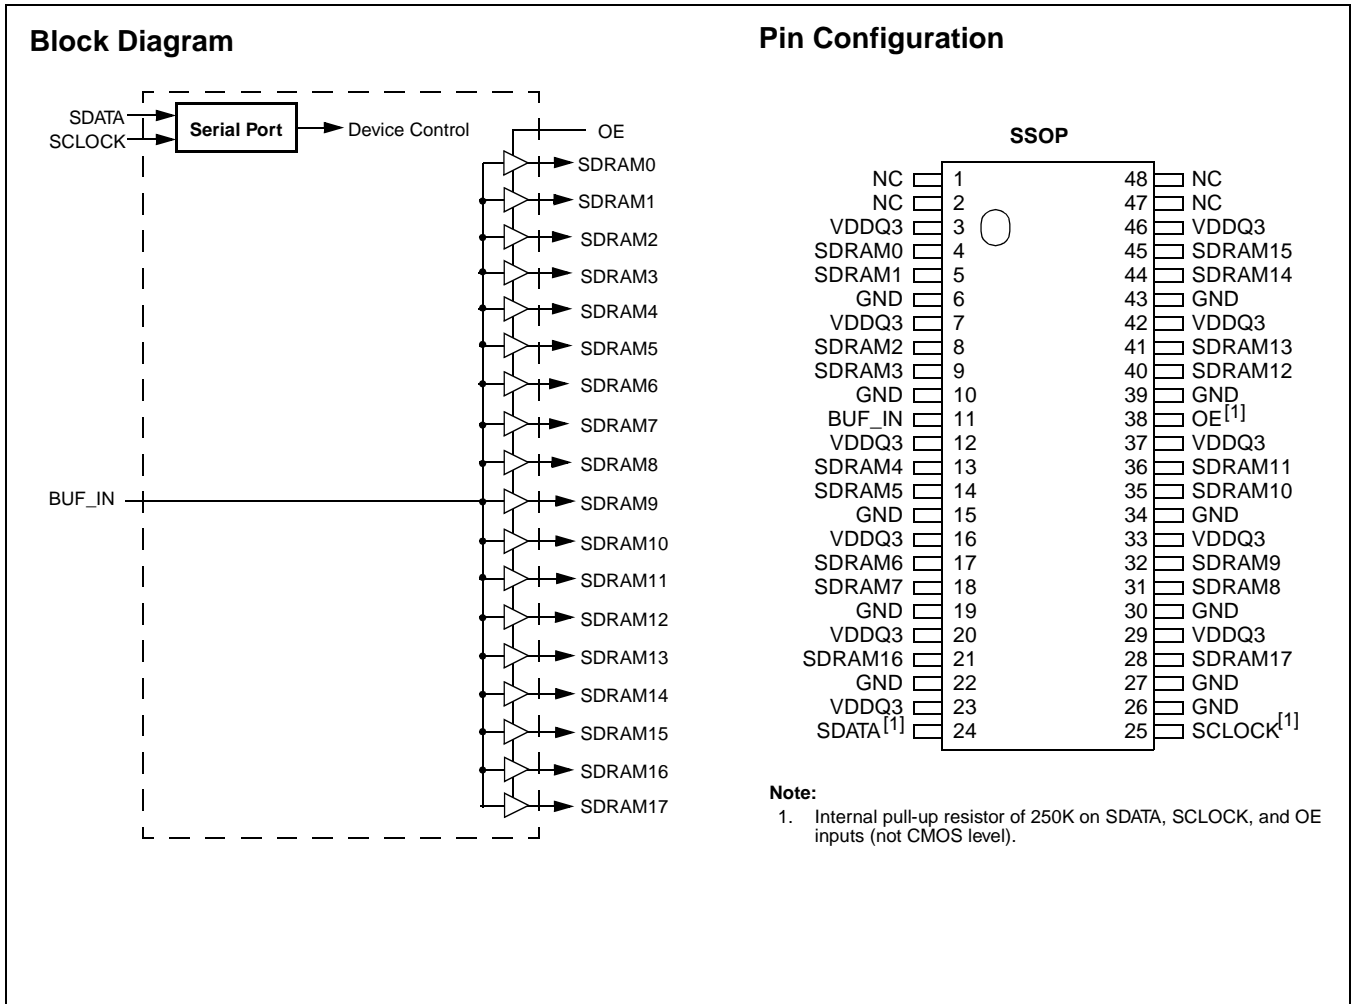 Block Diagram
SDATA
SCLOCK
Serial Port
Device Control
OE
SDRAM0
SDRAM1
SDRAM2
SDRAM3
SDRAM4
SDRAM5
SDRAM6
SDRAM7
SDRAM8
BUF_IN
SDRAM9
SDRAM10
SDRAM11
SDRAM12
SDRAM13
SDRAM14
SDRAM15
SDRAM16
SDRAM17
Pin Configuration
SSOP
NC 1 48 NC
NC 2 47 NC
VDDQ3 3 46 VDDQ3
SDRAM0 4 45 SDRAM15
SDRAM1 5 44 SDRAM14
GND 6 43 GND
VDDQ3 7 42 VDDQ3
SDRAM2 8 41 SDRAM13
SDRAM3 9 40 SDRAM12
GND 10 39 GND
BUF_IN 11 38 OE[1]
VDDQ3 12 37 VDDQ3
SDRAM4 13 36 SDRAM11
SDRAM5 14 35 SDRAM10
GND 15 34 GND
VDDQ3 16 33 VDDQ3
SDRAM6 17 32 SDRAM9
SDRAM7 18 31 SDRAM8
GND 19 30 GND
VDDQ3 20 29 VDDQ3
SDRAM16 21 28 SDRAM17
GND 22 27 GND
VDDQ3 23 26 GND
SDATA[1] 24 25 SCLOCK[1]
Note:
1. Internal pull-up resistor of 250K on SDATA, SCLOCK, and OE
inputs (not CMOS level).